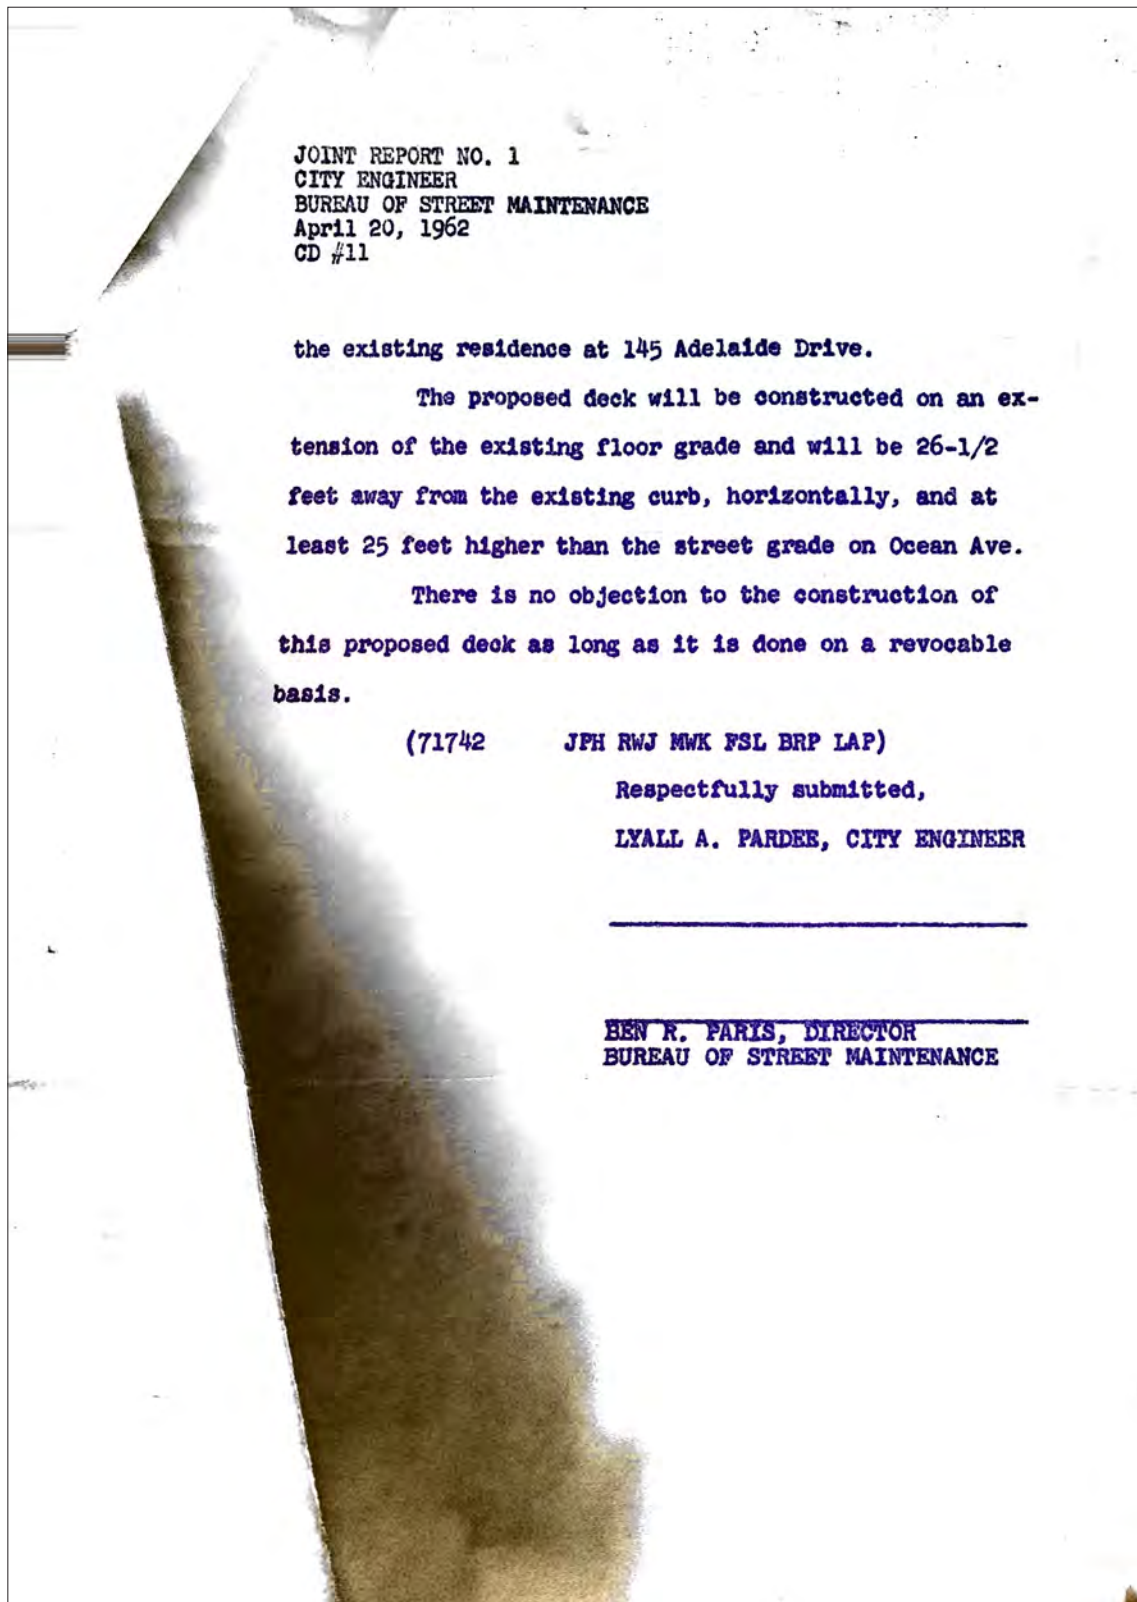 JOINT REPORT NO. 1
CITY ENGINEER
BUREAU OF STREET MAINTENANCE
April 20, 1962
CD #11
the existing residence at 145 Adelaide Drive.
The proposed deck will be constructed on an ex-
tension of the existing floor grade and will be 26-1/2
feet away from the existing curb, horizontally, and at
least 25 feet higher than the street grade on Ocean Ave.
There is no objection to the construction of
this proposed deck as long as it is done on a revocable
basis.
(71742 JPH RWJ MWK FSL BRP LAP)
Respectfully submitted,
LYALL A. PARDEE, CITY ENGINEER
BEN R. PARIS, DIRECTOR
BUREAU OF STREET MAINTENANCE